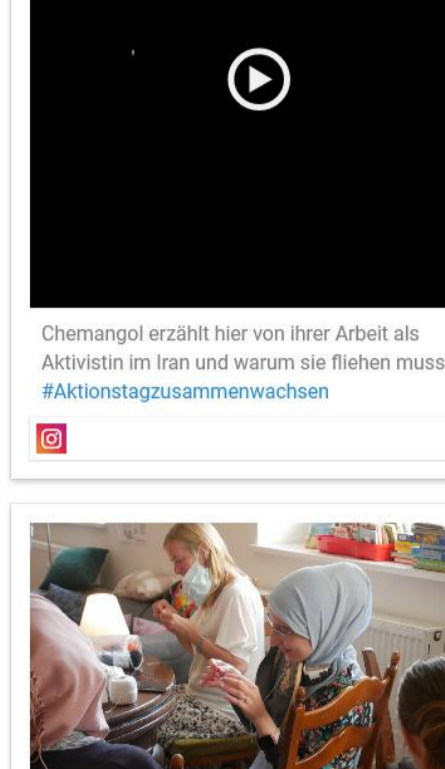 Chemangol erzählt hier von ihrer Arbeit als
Aktivistin im Iran und warum sie fliehen muss
#Aktionstagzusammenwachsen